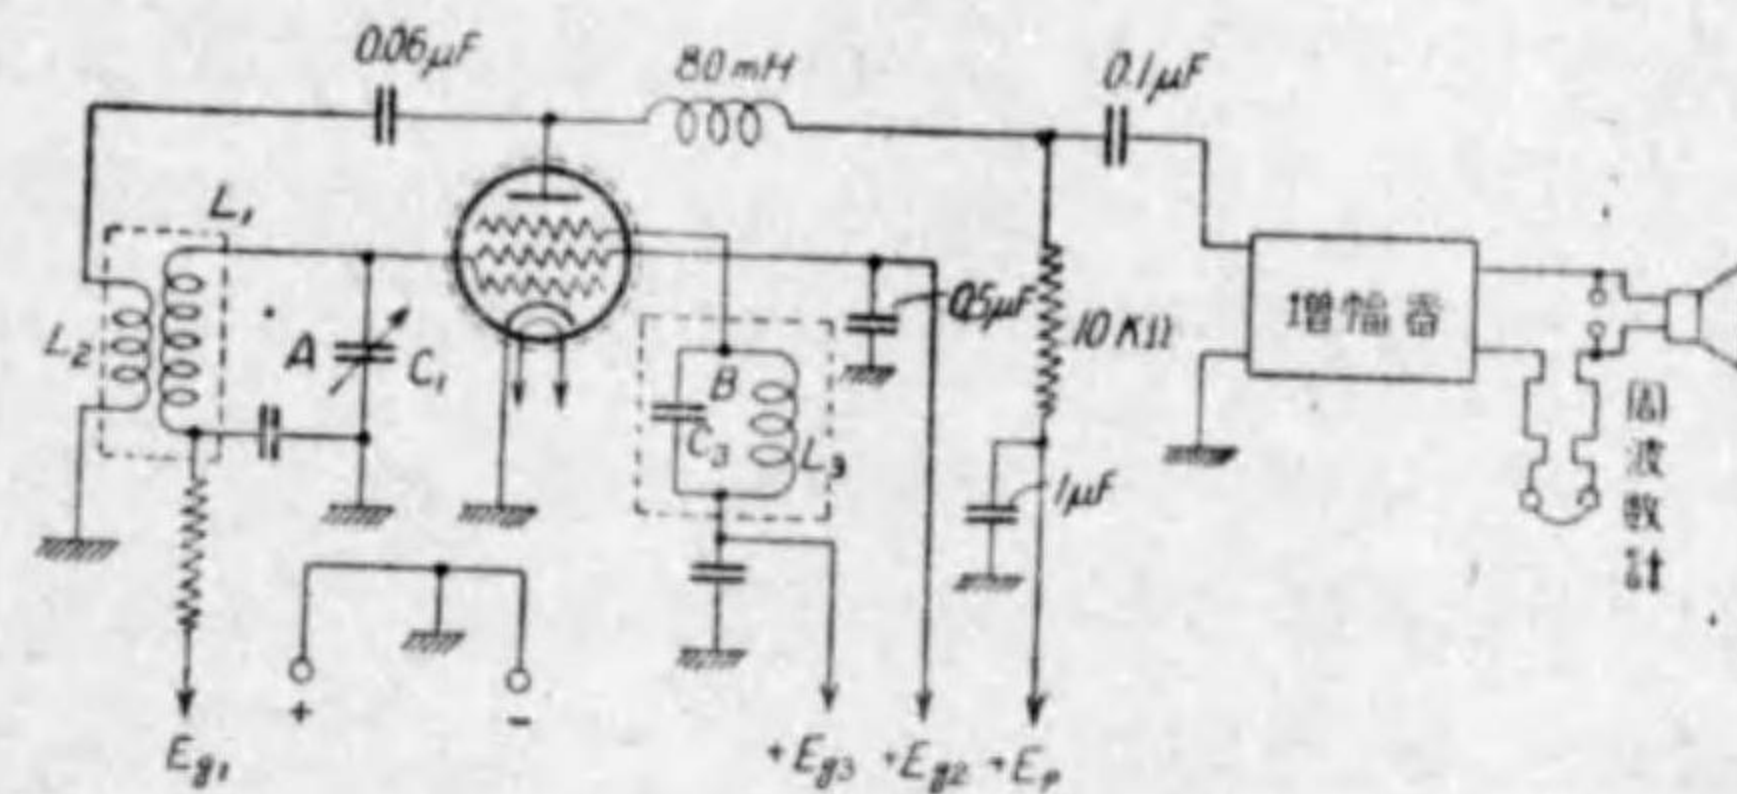 0.06μF
80mH
0.1μF
L₁
L₂
A
C₁
B
C₃
L₃
0.5μF
10KΩ
1μF
増幅器
周波数計
+
-
Eg₁
+Eg₃
+Eg₂
+Ep